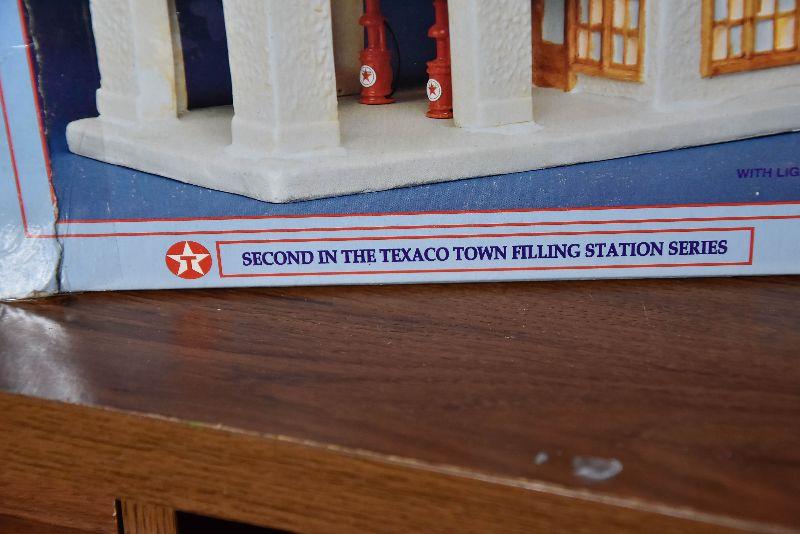 WITH LIG
SECOND IN THE TEXACO TOWN FILLING STATION SERIES